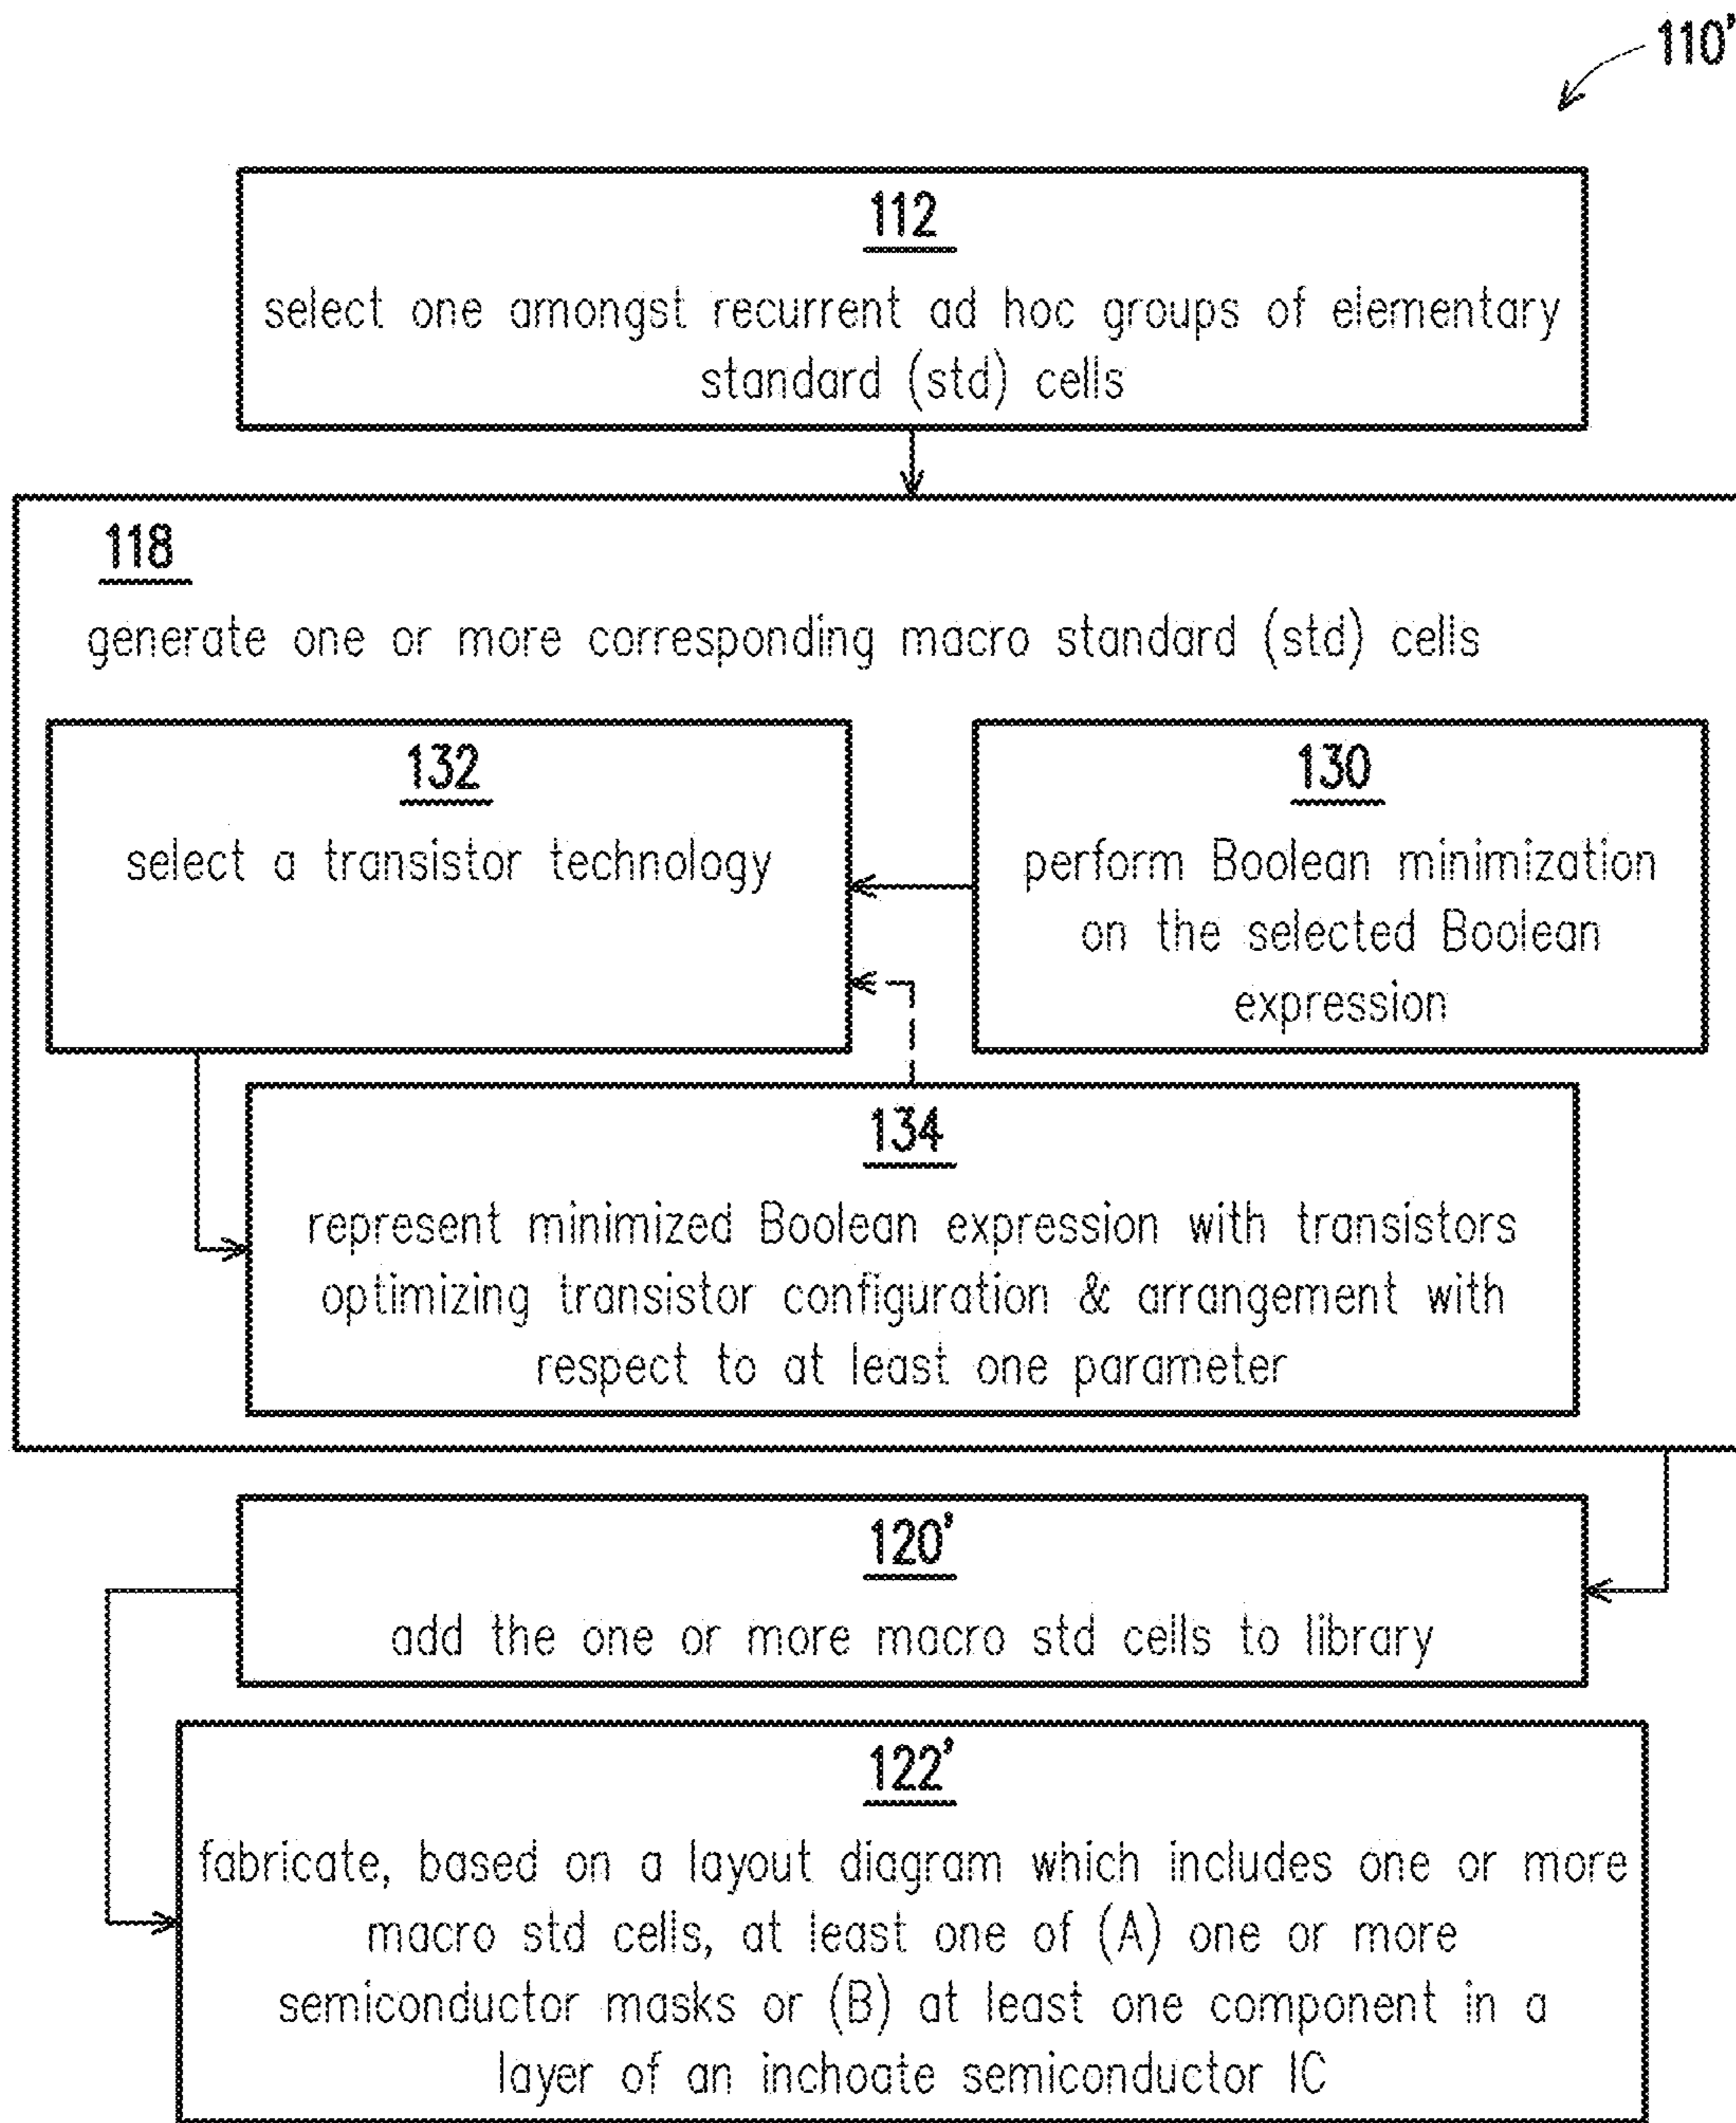 110'
112
select one amongst recurrent ad hoc groups of elementary
standard (std) cells
118
generate one or more corresponding macro standard (std) cells
132
select a transistor technology
130
perform Boolean minimization
on the selected Boolean
expression
134
represent minimized Boolean expression with transistors
optimizing transistor configuration & arrangement with
respect to at least one parameter
120'
add the one or more macro std cells to library
122'
fabricate, based on a layout diagram which includes one or more
macro std cells, at least one of (A) one or more
semiconductor masks or (B) at least one component in a
layer of an inchoate semiconductor IC